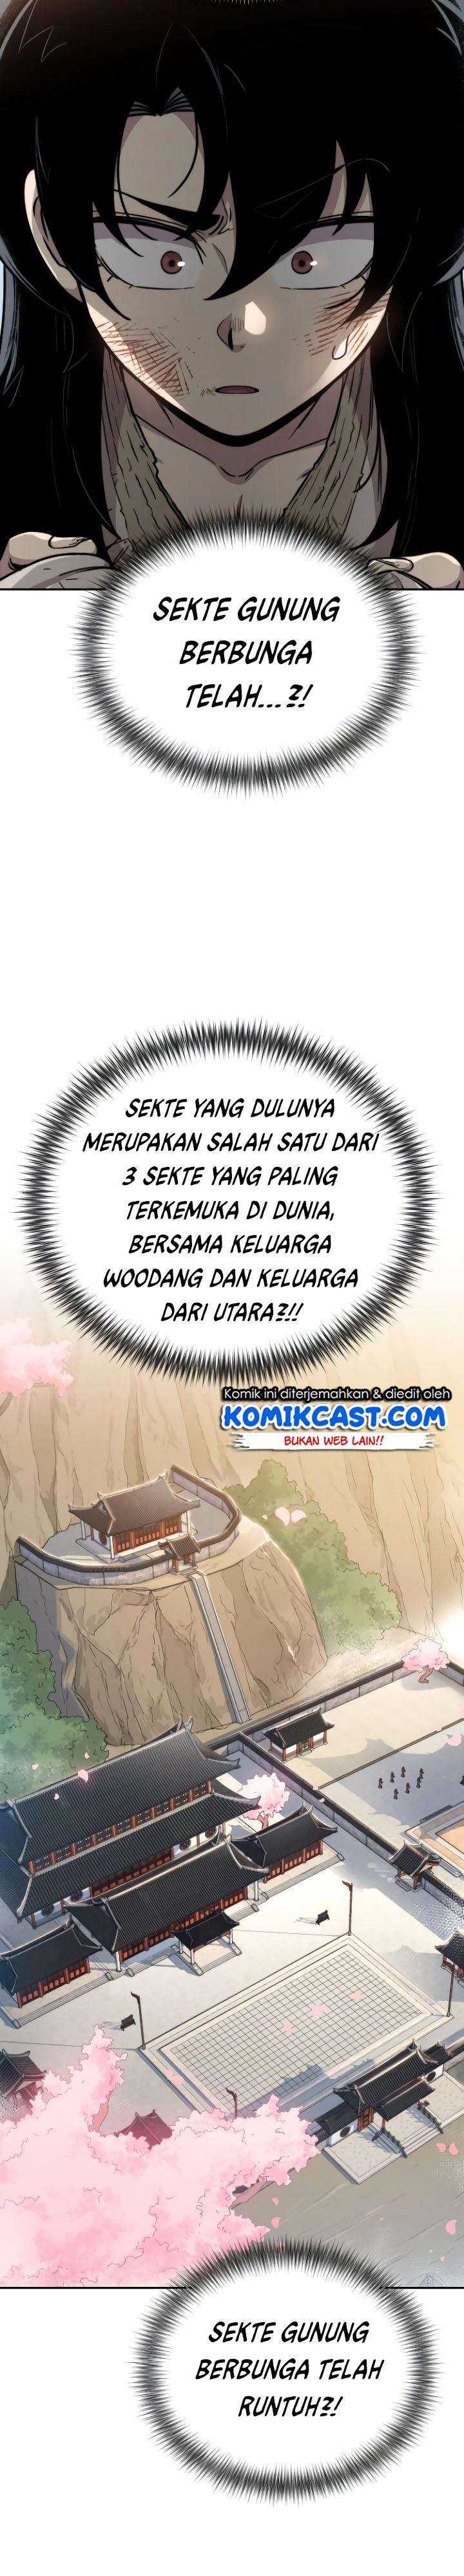 SEKTE GUNUNG
BERBUNGA
TELAH...?!
SEKTE YANG DULUNYA
MERUPAKAN SALAH SATU DARI
3 SEKTE YANG PALING
TERKEMUKA DI DUNIA,
BERSAMA KELUARGA
WOODANG DAN KELUARGA
DARI UTARA?!!
Komik ini diterjemahkan & diedit oleh
KOMIKCAST.COM
BUKAN WEB LAIN!!
SEKTE GUNUNG
BERBUNGA TELAH
RUNTUH?!